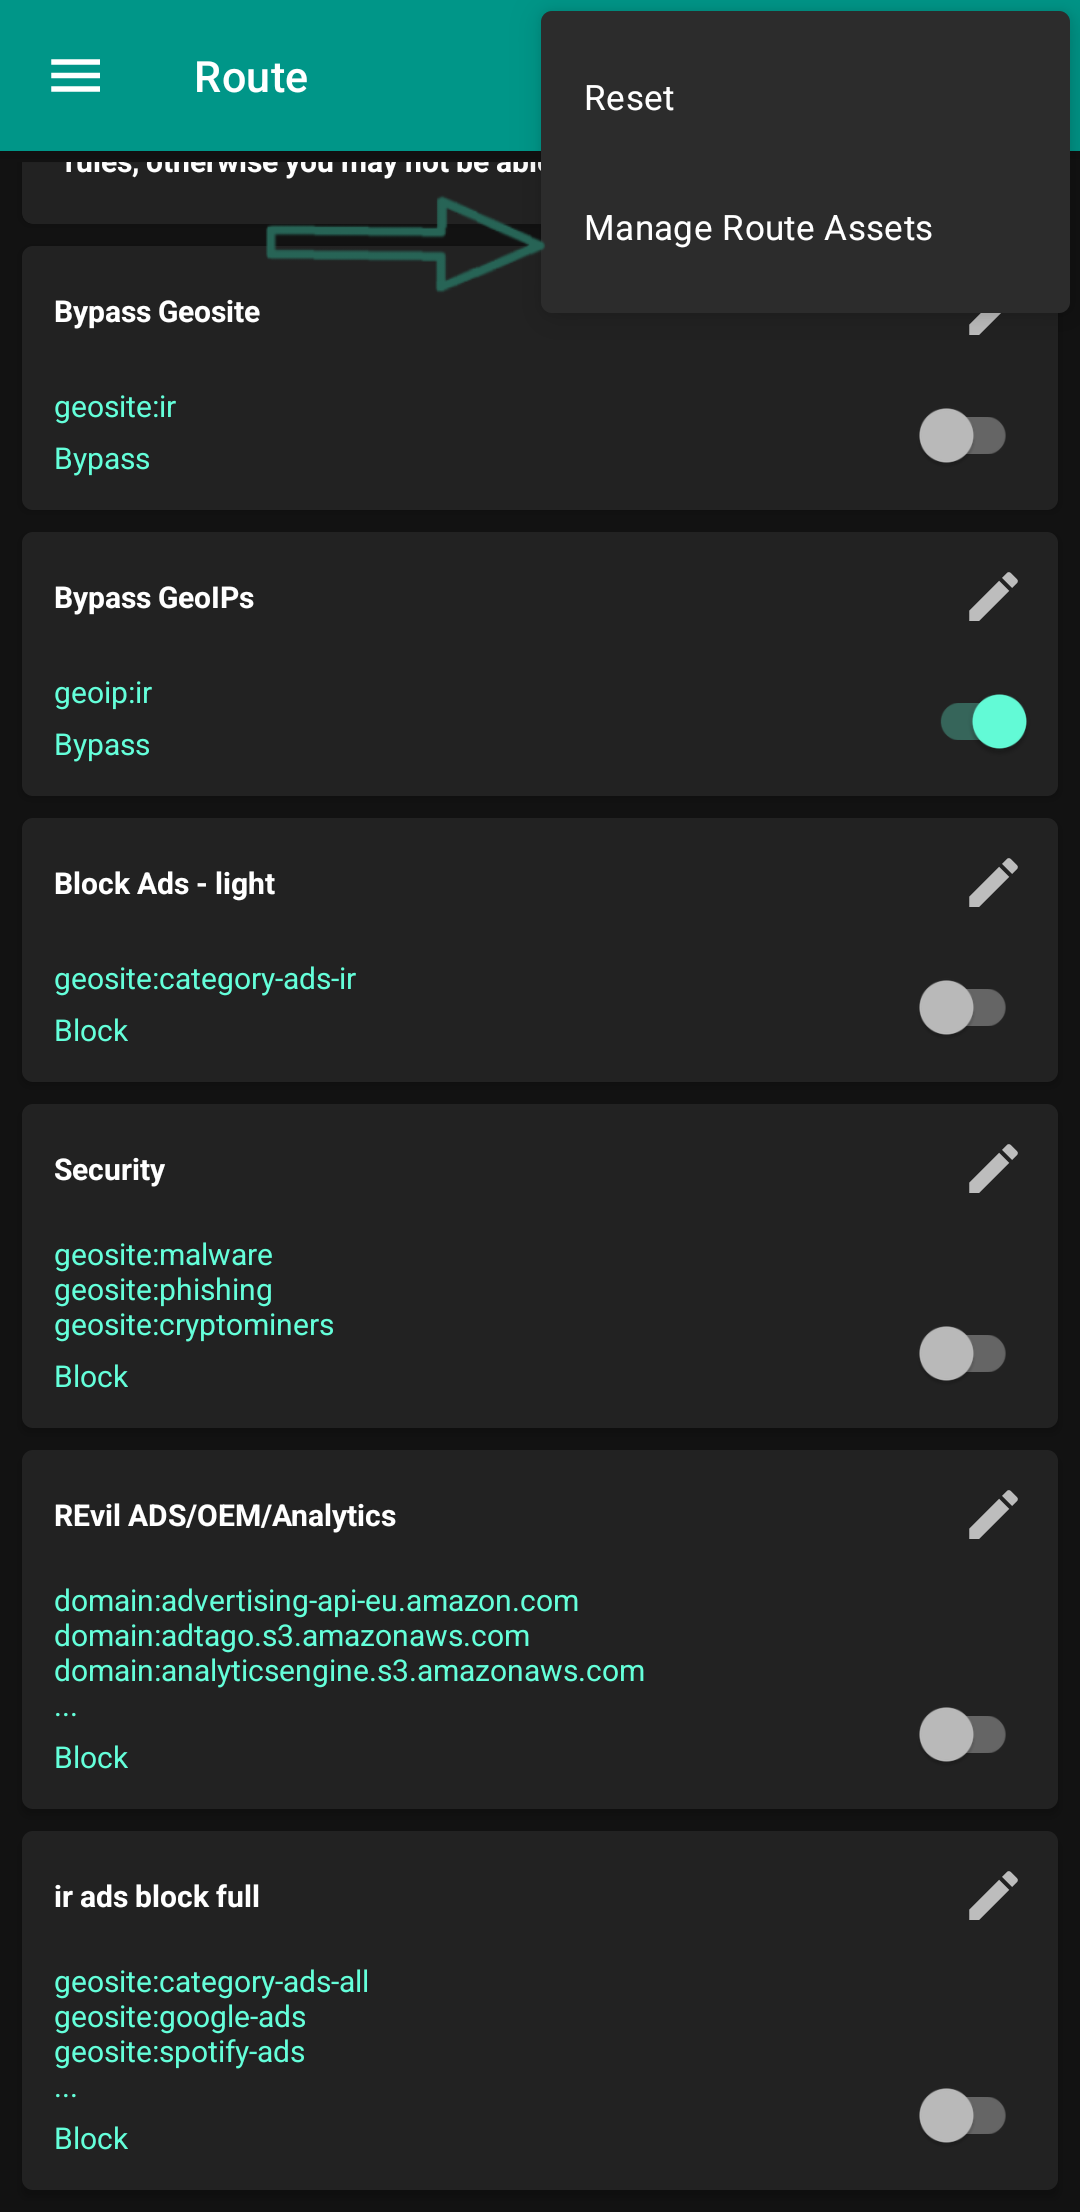 Route
Reset
Manage Route Assets
rules, otherwise you may not be able
Bypass Geosite
geosite:ir
Bypass
Bypass GeoIPs
geoip:ir
Bypass
Block Ads - light
geosite:category-ads-ir
Block
Security
geosite:malware
geosite:phishing
geosite:cryptominers
Block
REvil ADS/OEM/Analytics
domain:advertising-api-eu.amazon.com
domain:adtago.s3.amazonaws.com
domain:analyticsengine.s3.amazonaws.com
...
Block
ir ads block full
geosite:category-ads-all
geosite:google-ads
geosite:spotify-ads
...
Block